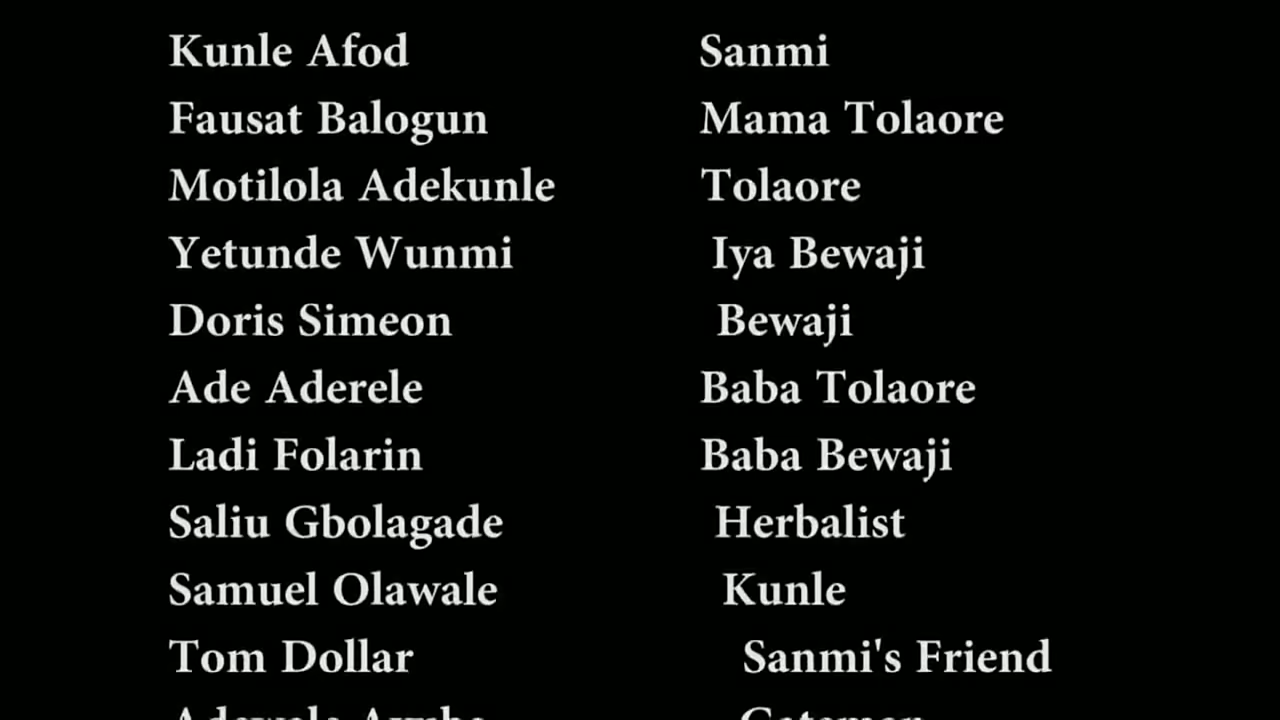 Kunle Afod Sanmi
Fausat Balogun Mama Tolaore
Motilola Adekunle Tolaore
Yetunde Wunmi Iya Bewaji
Doris Simeon Bewaji
Ade Aderele Baba Tolaore
Ladi Folarin Baba Bewaji
Saliu Gbolagade Herbalist
Samuel Olawale Kunle
Tom Dollar Sanmi's Friend